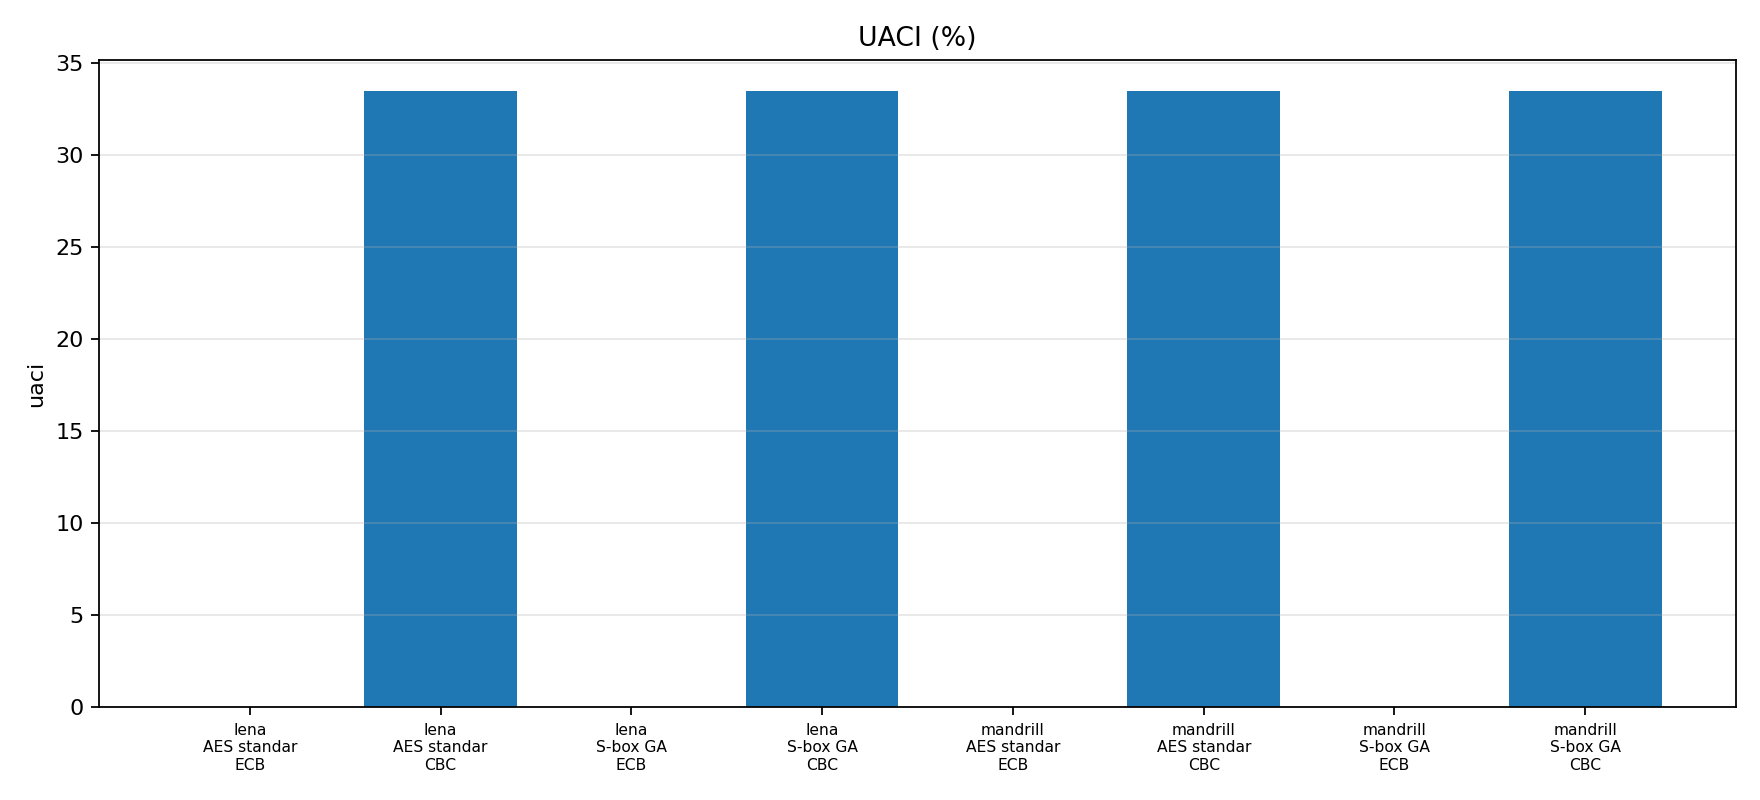 UACI (%)
35
30
25
20
15
10
5
0
uaci
lena
AES standar
ECB
lena
AES standar
CBC
lena
S-box GA
ECB
lena
S-box GA
CBC
mandrill
AES standar
ECB
mandrill
AES standar
CBC
mandrill
S-box GA
ECB
mandrill
S-box GA
CBC